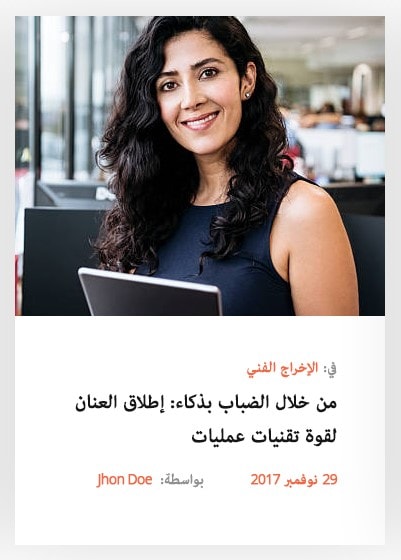 في: الإخراج الفني
من خلال الضباب بذكاء: إطلاق العنان
لقوة تقنيات عمليات
29 نوفمبر 2017 بواسطة: Jhon Doe